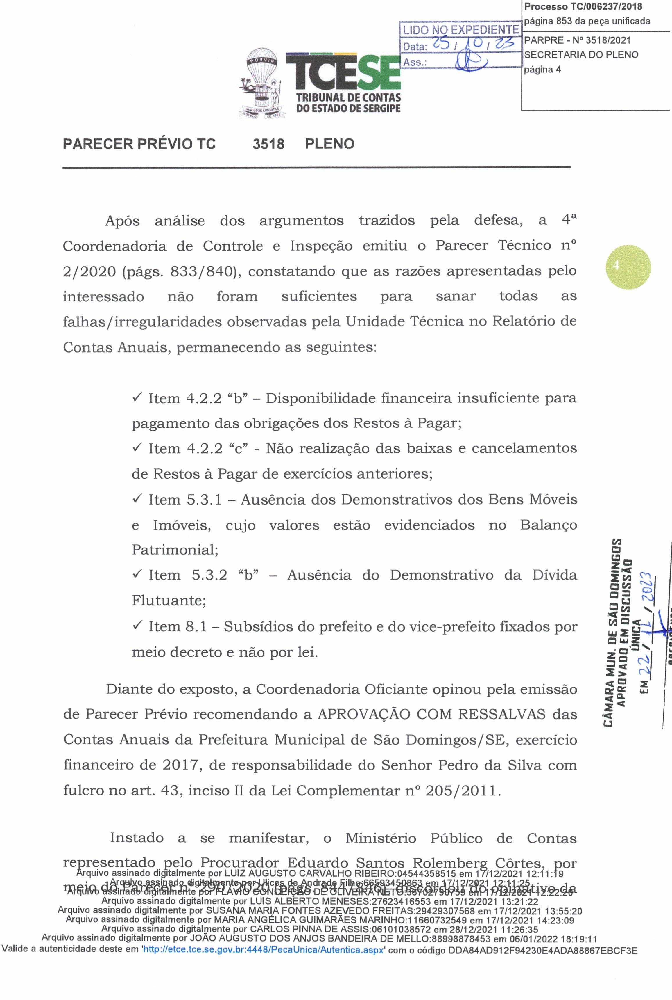 Processo TC/006237/2018
página 853 da peça unificada
PARPRE - Nº 3518/2021
SECRETARIA DO PLENO
página 4
LIDO NO EXPEDIENTE
Data: 25 / 10 / 23
Ass.:
PORVIR
SUB LEGE LIBERTAS
TCESE
TRIBUNAL DE CONTAS
DO ESTADO DE SERGIPE
PARECER PRÉVIO TC 3518 PLENO
Após análise dos argumentos trazidos pela defesa, a 4ª
Coordenadoria de Controle e Inspeção emitiu o Parecer Técnico nº
2/2020 (págs. 833/840), constatando que as razões apresentadas pelo
interessado não foram suficientes para sanar todas as
falhas/irregularidades observadas pela Unidade Técnica no Relatório de
Contas Anuais, permanecendo as seguintes:
4
✓ Item 4.2.2 “b” – Disponibilidade financeira insuficiente para
pagamento das obrigações dos Restos à Pagar;
✓ Item 4.2.2 “c” - Não realização das baixas e cancelamentos
de Restos à Pagar de exercícios anteriores;
✓ Item 5.3.1 – Ausência dos Demonstrativos dos Bens Móveis
e Imóveis, cujo valores estão evidenciados no Balanço
Patrimonial;
✓ Item 5.3.2 “b” – Ausência do Demonstrativo da Dívida
Flutuante;
✓ Item 8.1 – Subsídios do prefeito e do vice-prefeito fixados por
meio decreto e não por lei.
CÂMARA MUN. DE SÃO DOMINGOS
APROVADO EM DISCUSSÃO
ÚNICA
EM 22 / 11 / 2023
Diante do exposto, a Coordenadoria Oficiante opinou pela emissão
de Parecer Prévio recomendando a APROVAÇÃO COM RESSALVAS das
Contas Anuais da Prefeitura Municipal de São Domingos/SE, exercício
financeiro de 2017, de responsabilidade do Senhor Pedro da Silva com
fulcro no art. 43, inciso II da Lei Complementar nº 205/2011.
Instado a se manifestar, o Ministério Público de Contas
representado pelo Procurador Eduardo Santos Rolemberg Côrtes, por
Arquivo assinado digitalmente por LUIZ AUGUSTO CARVALHO RIBEIRO:04544358515 em 17/12/2021 12:11:19
Arquivo assinado digitalmente por Ulices de Andrade Filho:66593450863 em 17/12/2021 12:11:25
meio do Parecer nº 290/2020 (págs. 844/846), discordou do opinativo da
Arquivo assinado digitalmente por FLÁVIO CONCEIÇÃO DE OLIVEIRA NETO:
Arquivo assinado digitalmente por LUIS ALBERTO MENESES:27623416553 em 17/12/2021 13:21:22
Arquivo assinado digitalmente por SUSANA MARIA FONTES AZEVEDO FREITAS:29429307568 em 17/12/2021 13:55:20
Arquivo assinado digitalmente por MARIA ANGÉLICA GUIMARÃES MARINHO:11660732549 em 17/12/2021 14:23:09
Arquivo assinado digitalmente por CARLOS PINNA DE ASSIS:06101038572 em 28/12/2021 11:26:35
Arquivo assinado digitalmente por JOÃO AUGUSTO DOS ANJOS BANDEIRA DE MELLO:88998878453 em 06/01/2022 18:19:11
Valide a autenticidade deste em 'http://etce.tce.se.gov.br:4448/PecaUnica/Autentica.aspx' com o código DDA84AD912F94230E4ADA88867EBCF3E